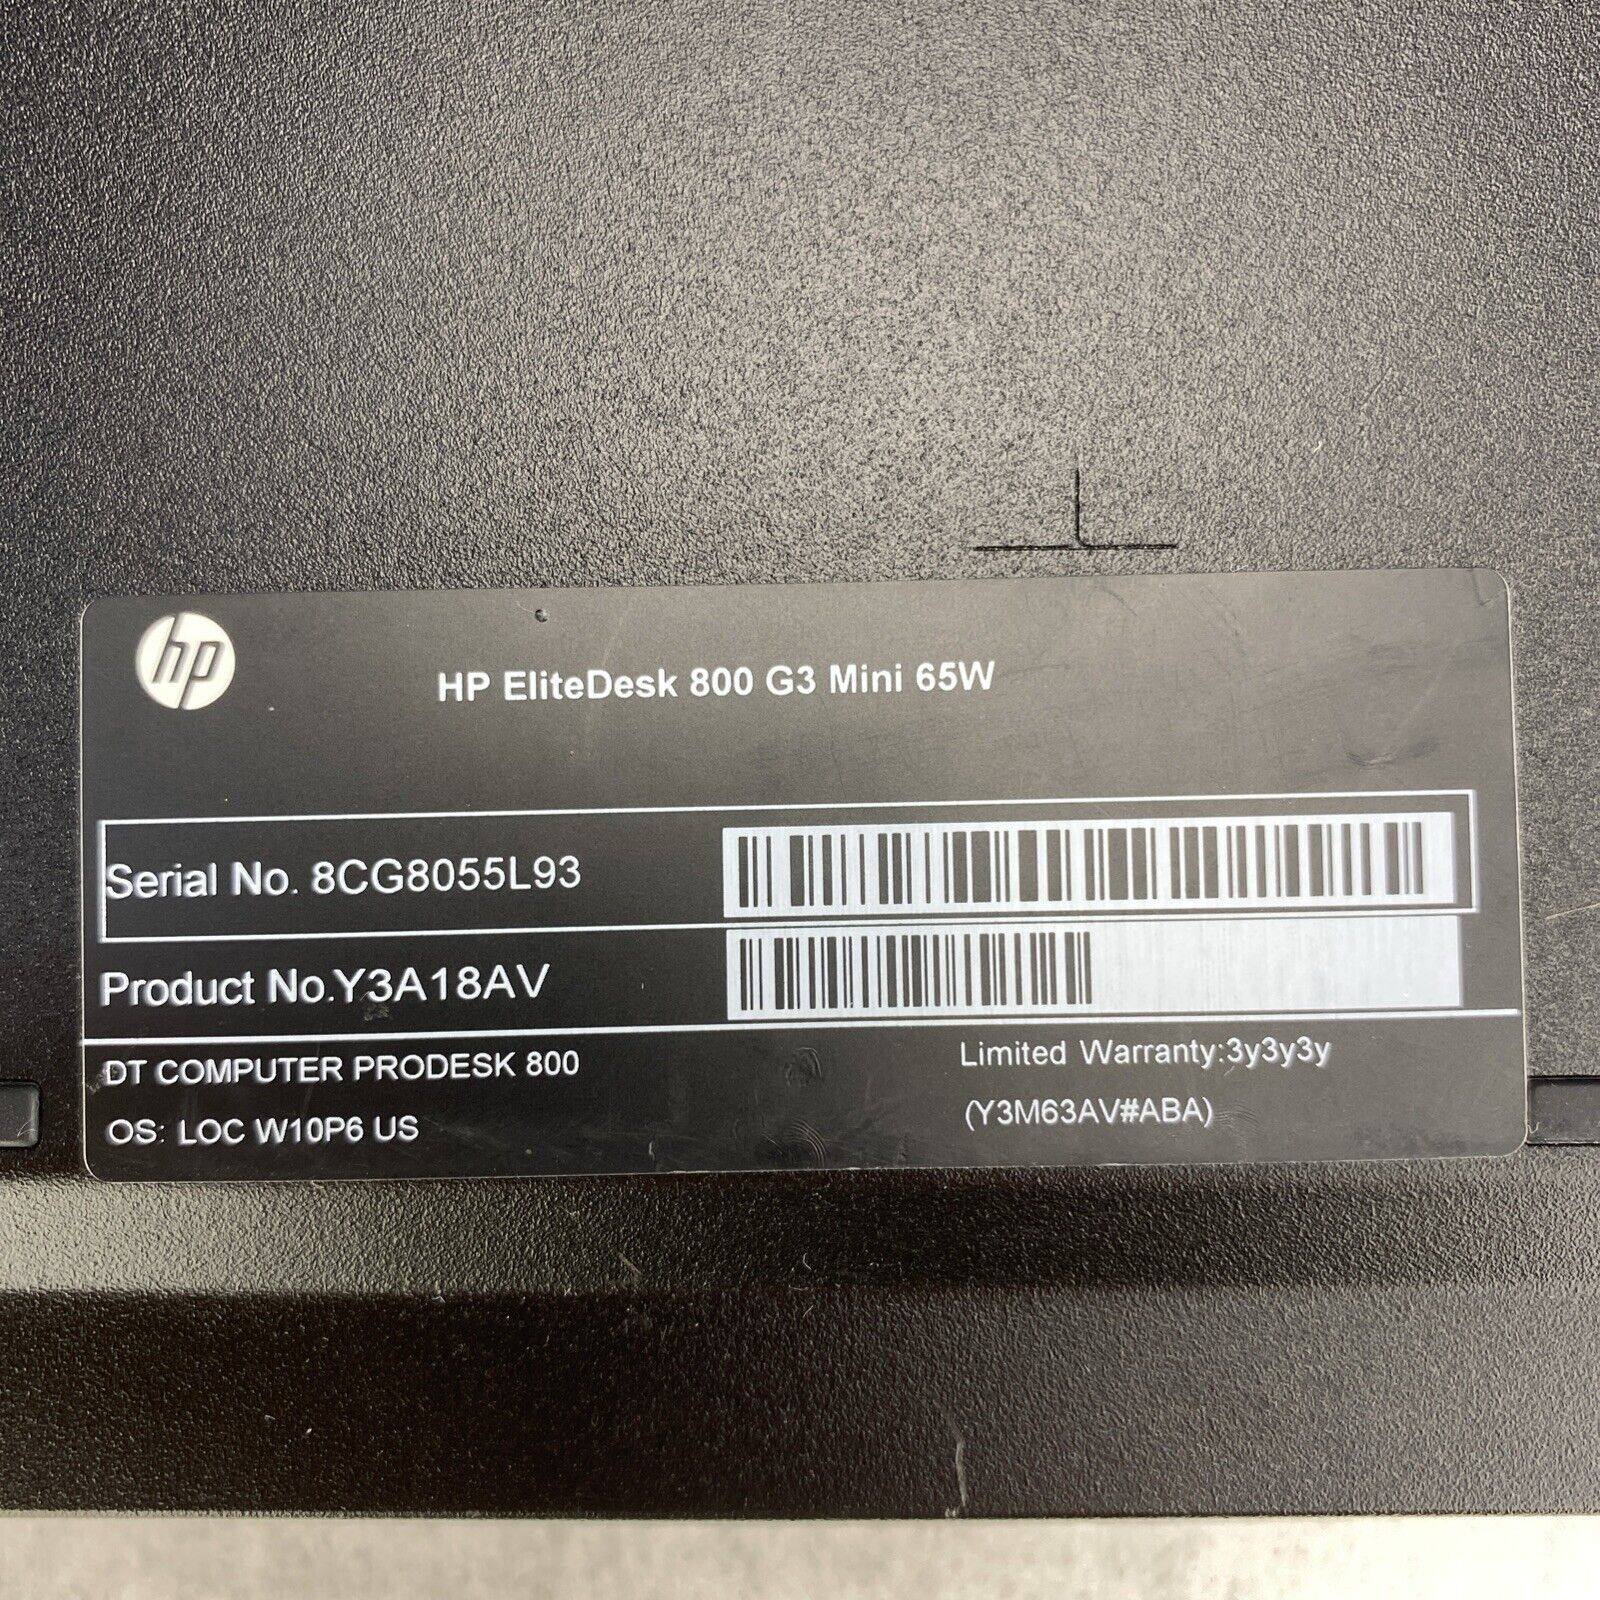 hp
HP EliteDesk 800 G3 Mini 65W
Serial No. 8CG8055L93
Product No.Y3A18AV
DT COMPUTER PRODESK 800
Limited Warranty:3y3y3y
OS: LOC W10P6 US
(Y3M63AV#ABA)